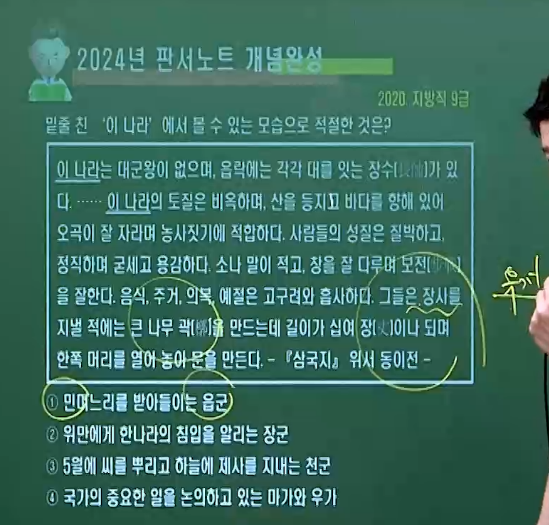 2024년 판서노트 개념완성
2020 지방직 9급
밑줄 친 '이 나라'에서 볼 수 있는 모습으로 적절한 것은?
이 나라는 대군왕이 없으며, 읍락에는 각각 대를 잇는 장수(長帥)가 있
다. …… 이 나라의 토질은 비옥하며, 산을 등지고 바다를 향해 있어
오곡이 잘 자라며 농사짓기에 적합하다. 사람들의 성질은 질박하고,
정직하며 굳세고 용감하다. 소나 말이 적고, 창을 잘 다루며 보전(
을 잘한다. 음식, 주거, 의복, 예절은 고구려와 흡사하다. 그들은 장사를
지낼 적에는 큰 나무 곽(槨)을 만드는데 길이가 십여 장(丈)이나 되며
한쪽 머리를 열어 놓아 문을 만든다. - 『삼국지』 위서 동이전 -
① 민며느리를 받아들이는 읍군
② 위만에게 한나라의 침입을 알리는 장군
③ 5월에 씨를 뿌리고 하늘에 제사를 지내는 천군
④ 국가의 중요한 일을 논의하고 있는 마가와 우가